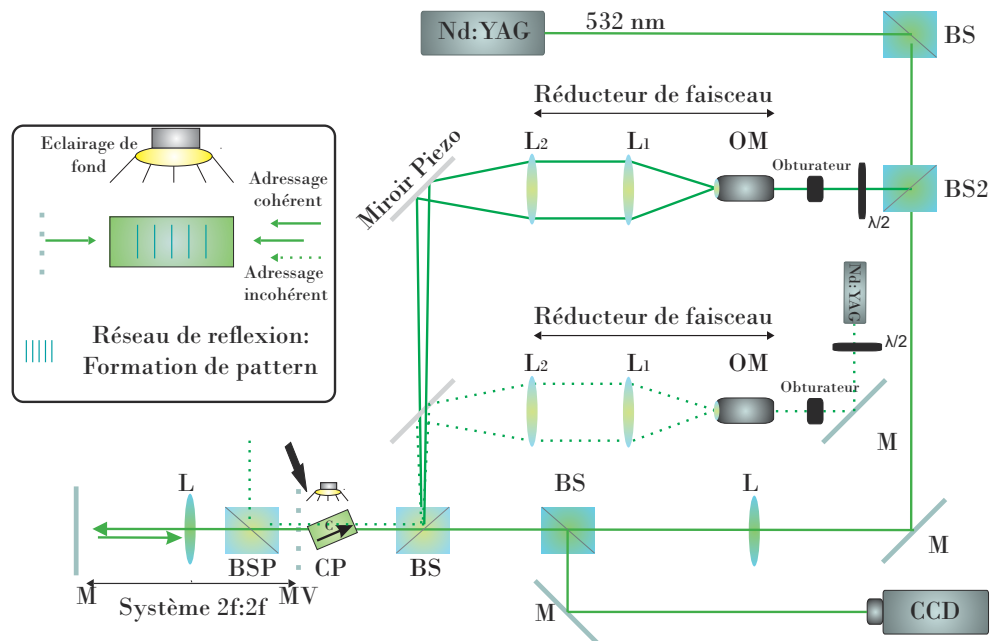 Nd:YAG
532 nm
BS
Réducteur de faisceau
L2
L1
OM
Obturateur
λ/2
BS2
Miroir Piezo
Eclairage de
fond
Adressage
cohérent
Adressage
incohérent
Réseau de reflexion:
Formation de pattern
Nd:YAG
λ/2
Réducteur de faisceau
L2
L1
OM
Obturateur
M
L
BS
L
C
M
BSP
MV
CP
BS
M
Système 2f:2f
M
CCD